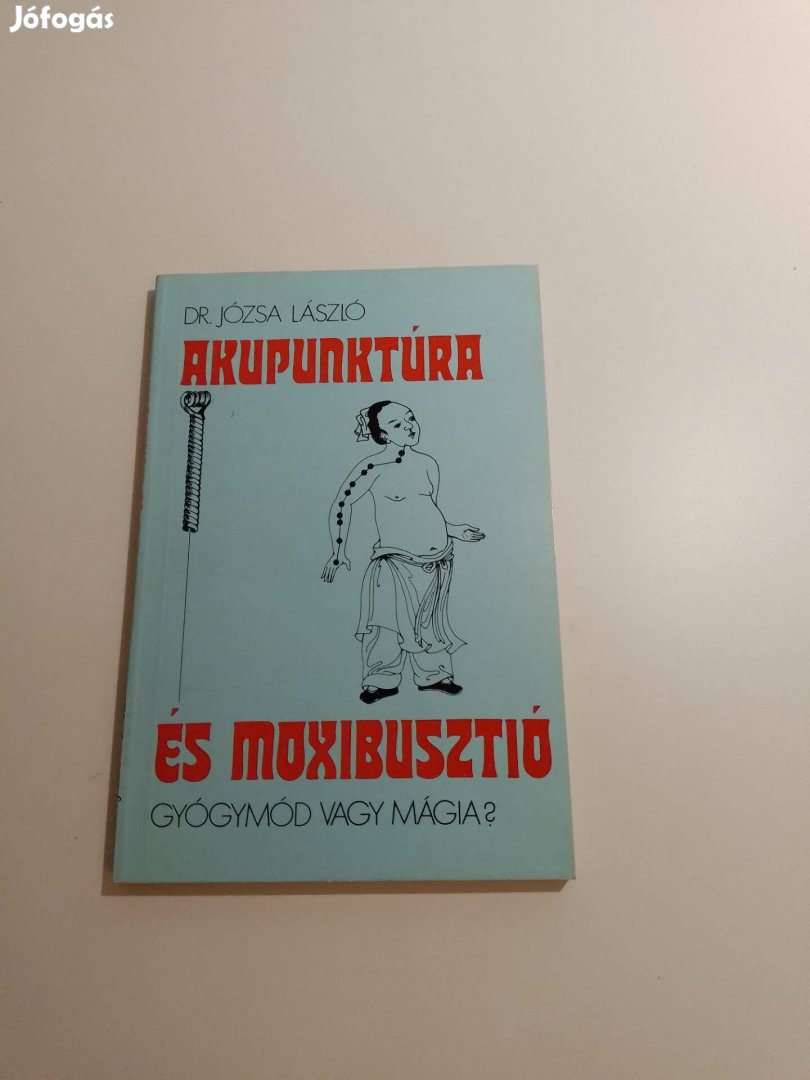 Jófogás
DR. JÓZSA LÁSZLÓ
AKUPUNKTÚRA
ÉS MOXIBUSZTIÓ
GYÓGYMÓD VAGY MÁGIA?